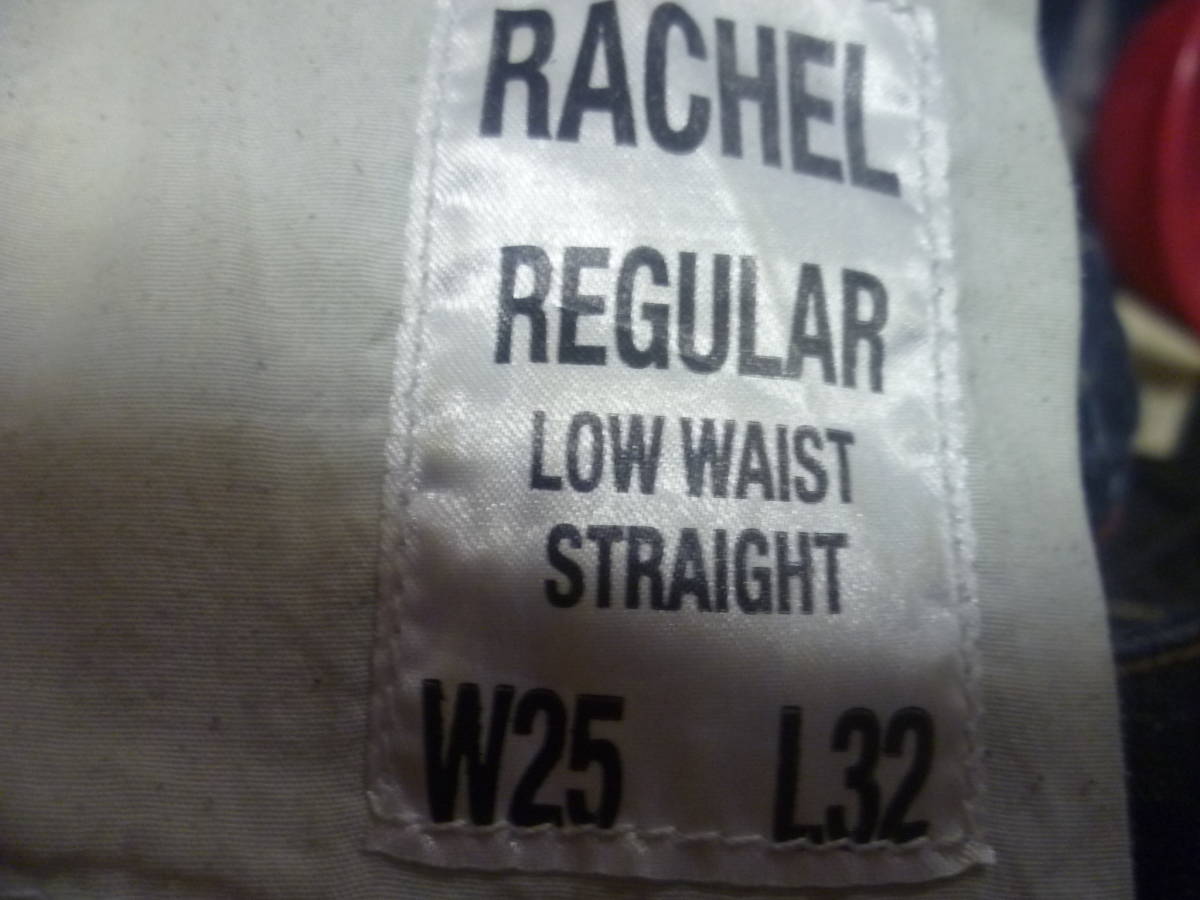 RACHEL
REGULAR
LOW WAIST
STRAIGHT
W25 L32